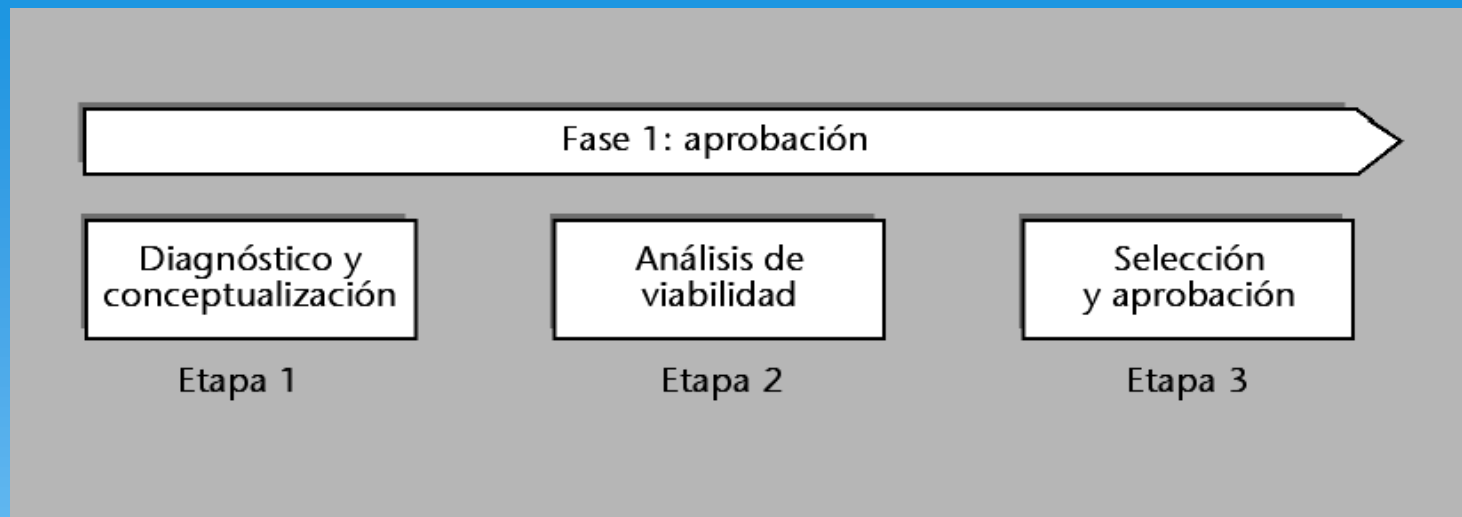 Fase 1: aprobación
Diagnóstico y
conceptualización
Análisis de
viabilidad
Selección
y aprobación
Etapa 1
Etapa 2
Etapa 3